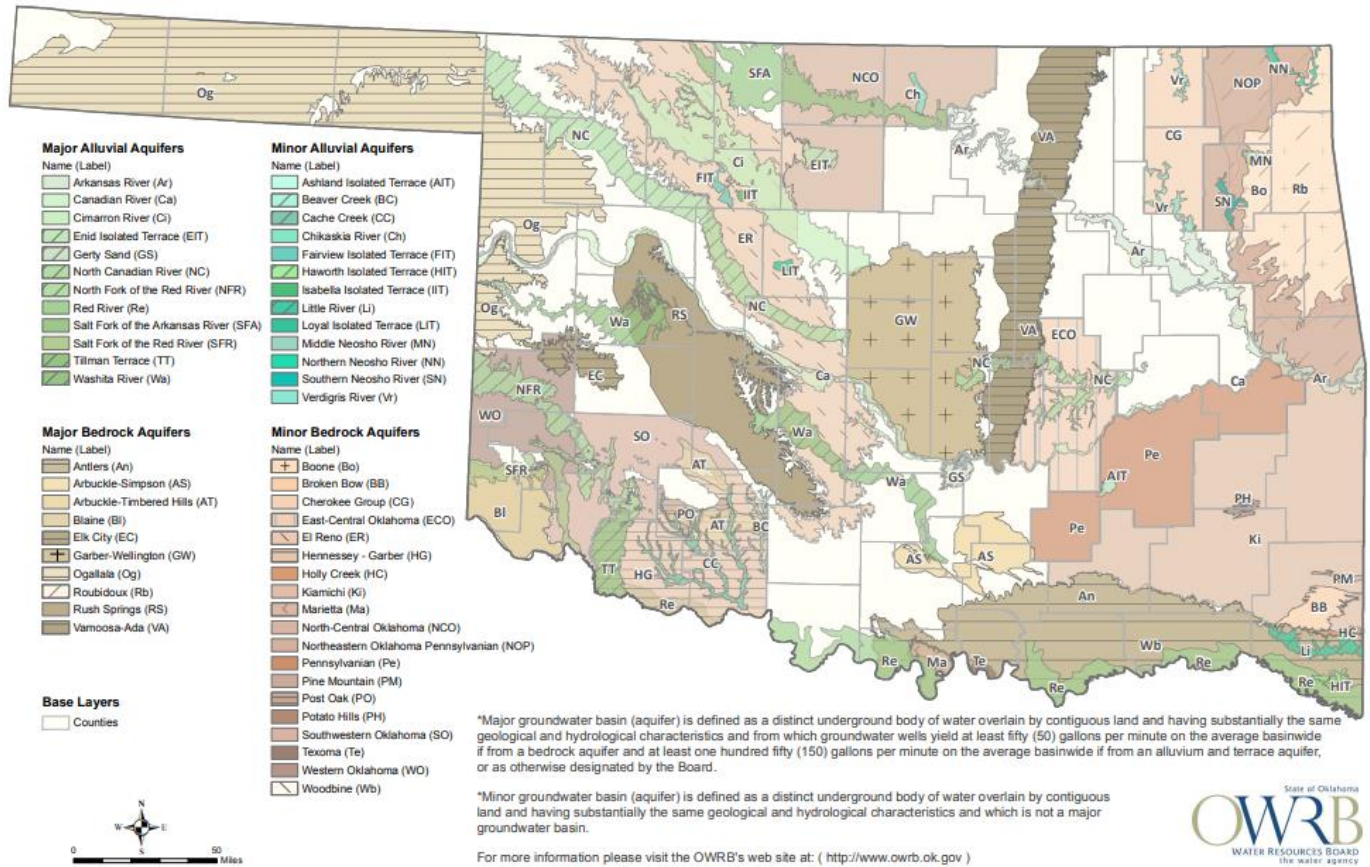 Major Alluvial Aquifers
Name (Label)
Arkansas River (Ar)
Canadian River (Ca)
Cimarron River (Ci)
Enid Isolated Terrace (EIT)
Gerty Sand (GS)
North Canadian River (NC)
North Fork of the Red River (NFR)
Red River (Re)
Salt Fork of the Arkansas River (SFA)
Salt Fork of the Red River (SFR)
Tillman Terrace (TT)
Washita River (Wa)
Minor Alluvial Aquifers
Name (Label)
Ashland Isolated Terrace (AIT)
Beaver Creek (BC)
Cache Creek (CC)
Chikaskia River (Ch)
Fairview Isolated Terrace (FIT)
Haworth Isolated Terrace (HIT)
Isabella Isolated Terrace (IIT)
Little River (Li)
Loyal Isolated Terrace (LIT)
Middle Neosho River (MN)
Northern Neosho River (NN)
Southern Neosho River (SN)
Verdigris River (Vr)
Major Bedrock Aquifers
Name (Label)
Antlers (An)
Arbuckle-Simpson (AS)
Arbuckle-Timbered Hills (AT)
Blaine (Bl)
Elk City (EC)
Garber-Wellington (GW)
Ogallala (Og)
Roubidoux (Rb)
Rush Springs (RS)
Vamoosa-Ada (VA)
Minor Bedrock Aquifers
Name (Label)
Boone (Bo)
Broken Bow (BB)
Cherokee Group (CG)
East-Central Oklahoma (ECO)
El Reno (ER)
Hennessey - Garber (HG)
Holly Creek (HC)
Kiamichi (Ki)
Marietta (Ma)
North-Central Oklahoma (NCO)
Northeastern Oklahoma Pennsylvanian (NOP)
Pennsylvanian (Pe)
Pine Mountain (PM)
Post Oak (PO)
Potato Hills (PH)
Southwestern Oklahoma (SO)
Texoma (Te)
Western Oklahoma (WO)
Woodbine (Wb)
Base Layers
Counties
N
W E
S
0 50
Miles
Og
NC
SFA
NCO
Ch
VA
Vr
NOP
NN
Ar
CG
Ci
EIT
FIT
IIT
MN
Bo
Rb
SN
Vr
Og
ER
Ar
LIT
Og
Wa
RS
NC
GW
VA
ECO
EC
NC
NC
Ca
Ca
Ar
NFR
WO
SO
Wa
AT
SFR
Wa
GS
Pe
AIT
PH
Bl
PO
AT
BC
Pe
Ki
AS
AS
CC
TT
HG
PM
Re
An
BB
HC
Wb
Li
Re
Ma
Te
Re
Re
Re
HIT
*Major groundwater basin (aquifer) is defined as a distinct underground body of water overlain by contiguous land and having substantially the same
geological and hydrological characteristics and from which groundwater wells yield at least fifty (50) gallons per minute on the average basinwide
if from a bedrock aquifer and at least one hundred fifty (150) gallons per minute on the average basinwide if from an alluvium and terrace aquifer,
or as otherwise designated by the Board.
*Minor groundwater basin (aquifer) is defined as a distinct underground body of water overlain by contiguous
land and having substantially the same geological and hydrological characteristics and which is not a major
groundwater basin.
For more information please visit the OWRB's web site at: ( http://www.owrb.ok.gov )
State of Oklahoma
OWRB
WATER RESOURCES BOARD
the water agency